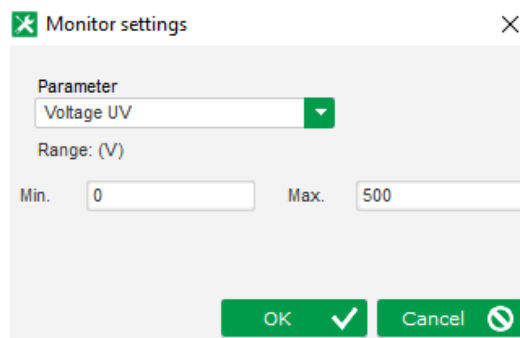 Monitor settings
Parameter
Voltage UV
Range: (V)
Min. 0 Max. 500
OK Cancel